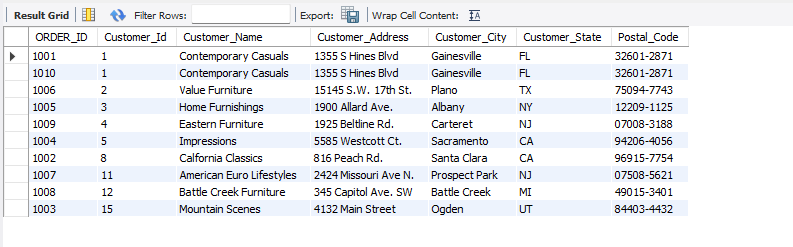 Result Grid Filter Rows: Export: Wrap Cell Content: IA
ORDER_ID Customer_Id Customer_Name Customer_Address Customer_City Customer_State Postal_Code
1001 1 Contemporary Casuals 1355 S Hines Blvd Gainesville FL 32601-2871
1010 1 Contemporary Casuals 1355 S Hines Blvd Gainesville FL 32601-2871
1006 2 Value Furniture 15145 S.W. 17th St. Plano TX 75094-7743
1005 3 Home Furnishings 1900 Allard Ave. Albany NY 12209-1125
1009 4 Eastern Furniture 1925 Beltline Rd. Carteret NJ 07008-3188
1004 5 Impressions 5585 Westcott Ct. Sacramento CA 94206-4056
1002 8 Calfornia Classics 816 Peach Rd. Santa Clara CA 96915-7754
1007 11 American Euro Lifestyles 2424 Missouri Ave N. Prospect Park NJ 07508-5621
1008 12 Battle Creek Furniture 345 Capitol Ave. SW Battle Creek MI 49015-3401
1003 15 Mountain Scenes 4132 Main Street Ogden UT 84403-4432